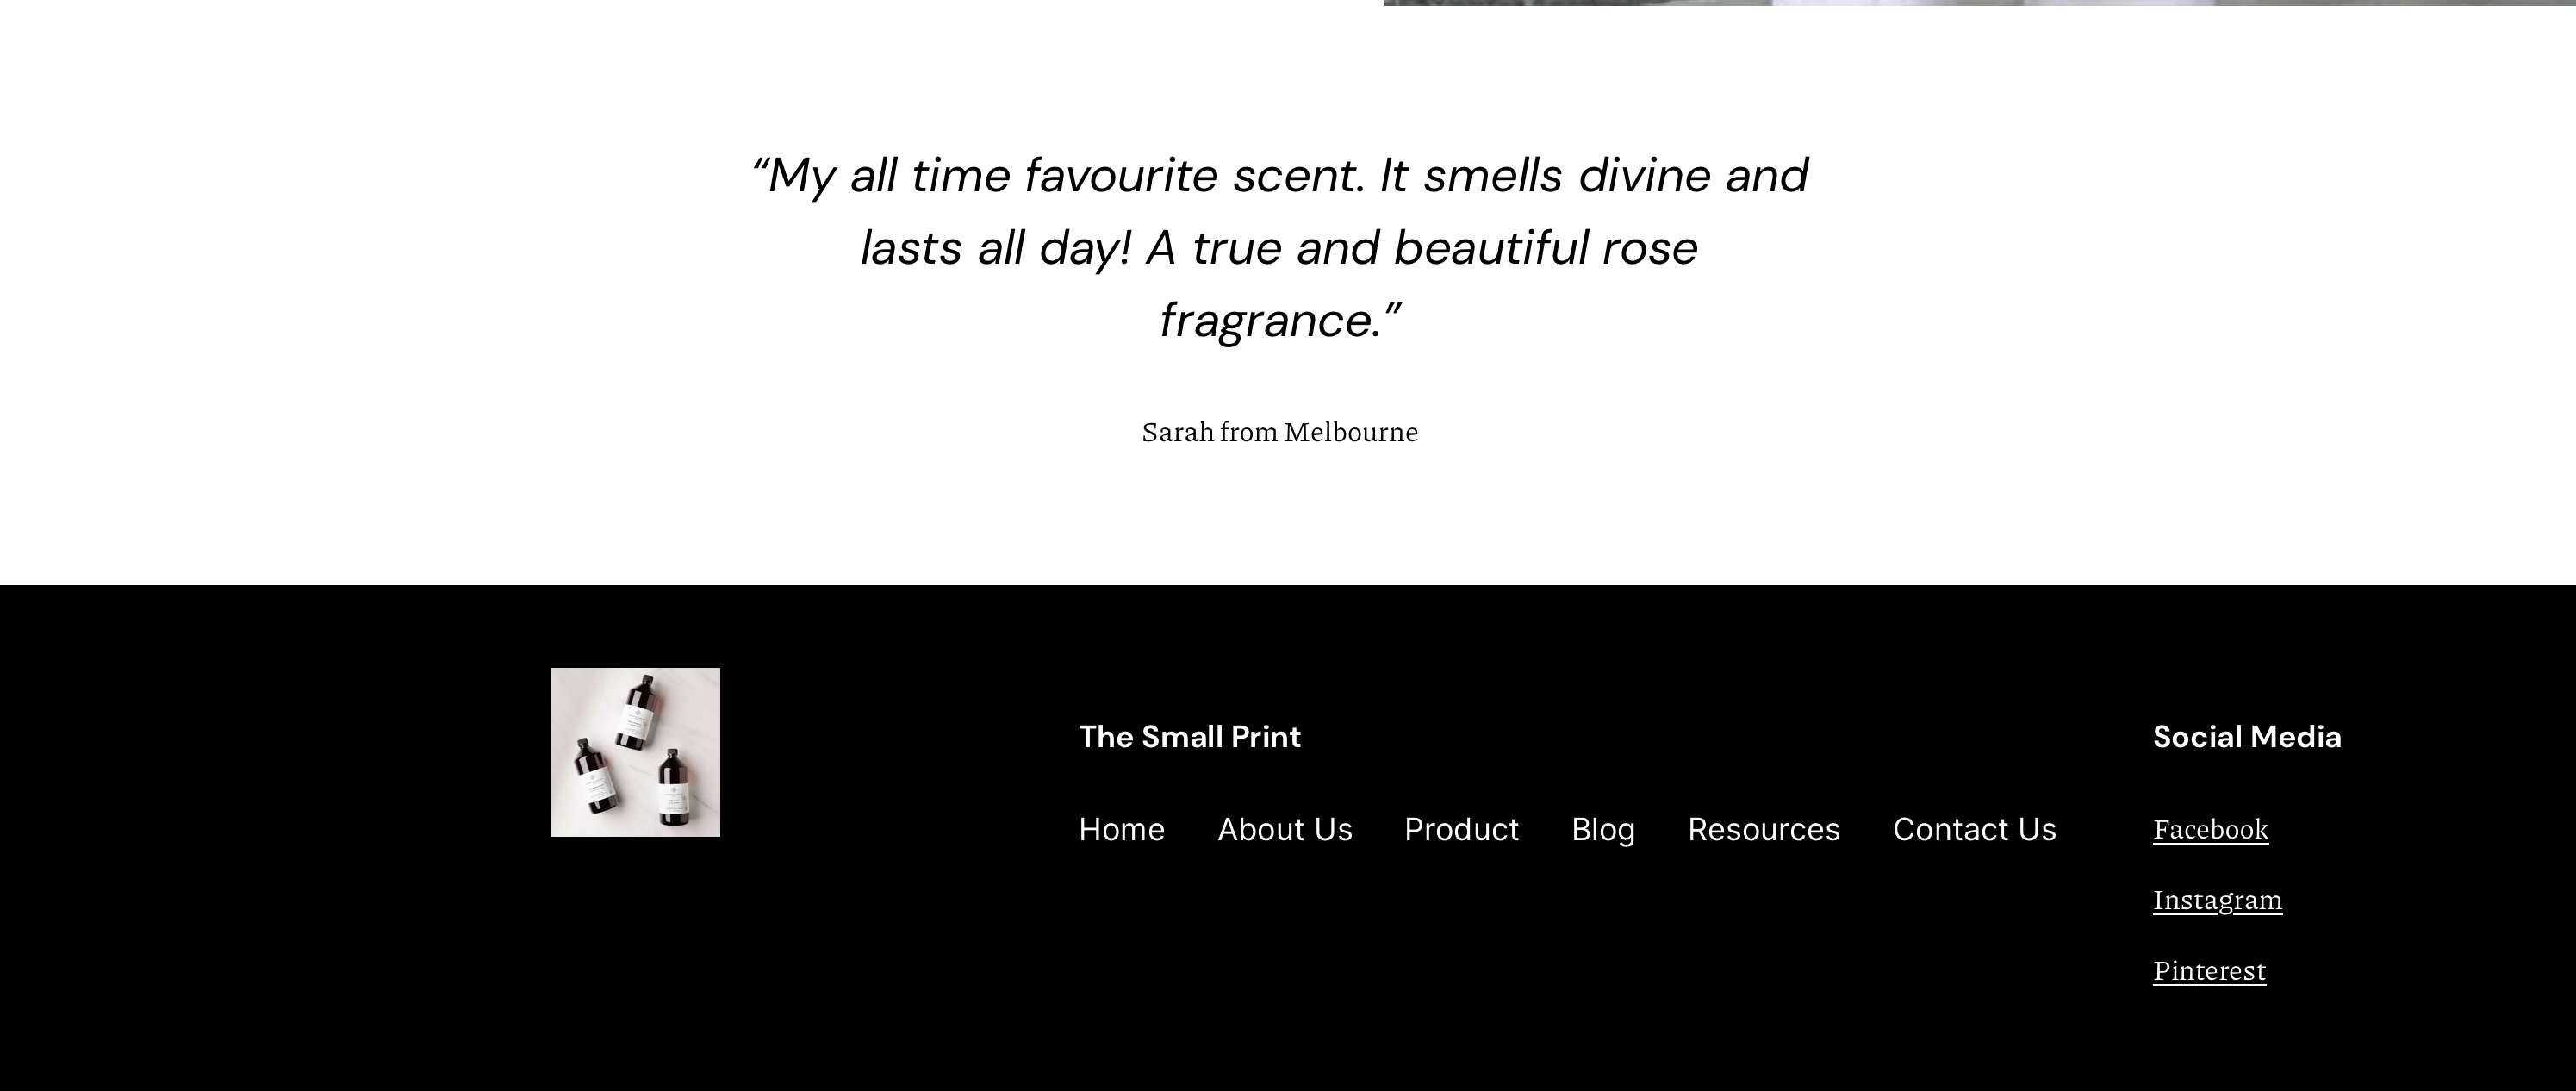 “My all time favourite scent. It smells divine and
lasts all day! A true and beautiful rose
fragrance.”
Sarah from Melbourne
The Small Print
Home About Us Product Blog Resources Contact Us
Social Media
Facebook
Instagram
Pinterest